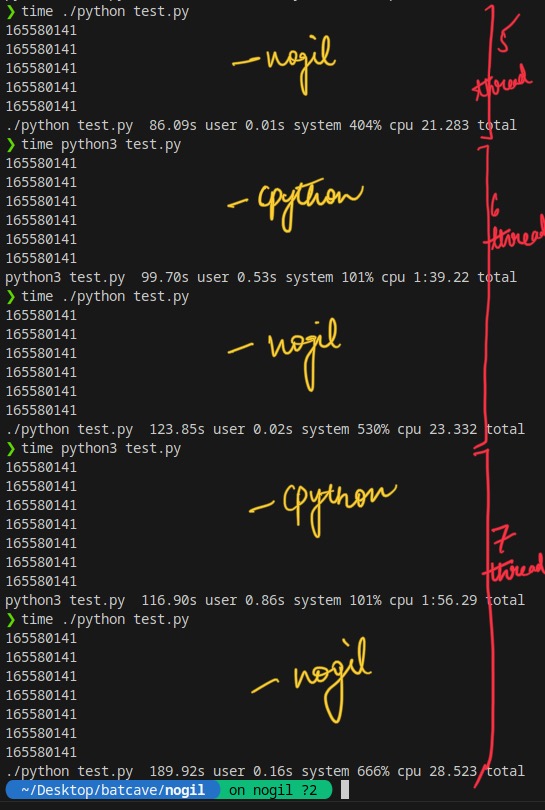 ❯ time ./python test.py
165580141
165580141
165580141
165580141
165580141
./python test.py  86.09s user 0.01s system 404% cpu 21.283 total
– nogil
5 thread
❯ time python3 test.py
165580141
165580141
165580141
165580141
165580141
165580141
python3 test.py  99.70s user 0.53s system 101% cpu 1:39.22 total
– cpython
6 thread
❯ time ./python test.py
165580141
165580141
165580141
165580141
165580141
165580141
./python test.py  123.85s user 0.02s system 530% cpu 23.332 total
– nogil
❯ time python3 test.py
165580141
165580141
165580141
165580141
165580141
165580141
165580141
python3 test.py  116.90s user 0.86s system 101% cpu 1:56.29 total
– cpython
7 thread
❯ time ./python test.py
165580141
165580141
165580141
165580141
165580141
165580141
165580141
./python test.py  189.92s user 0.16s system 666% cpu 28.523 total
– nogil
~/Desktop/batcave/nogil on nogil ?2